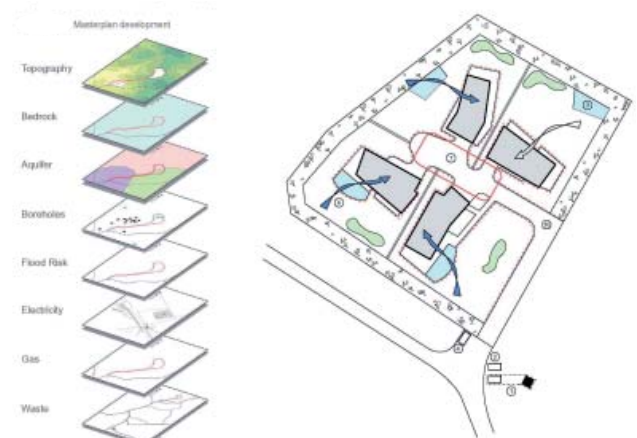 Masterplan development
Topography
Bedrock
Aquifer
Boreholes
Flood Risk
Electricity
Gas
Waste